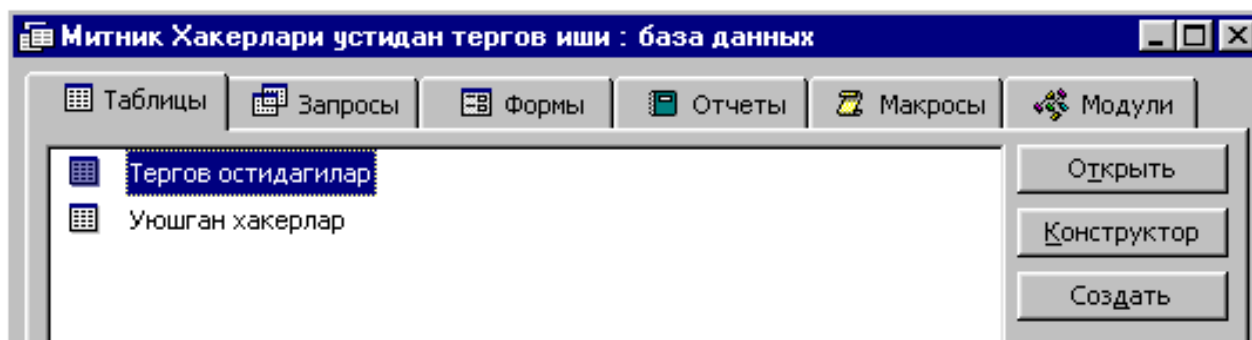 Митник Хакерлари устидан тергов иши : база данных
Таблицы Запросы Формы Отчеты Макросы Модули
Тергов остидагилар
Уюшган хакерлар
Открыть
Конструктор
Создать